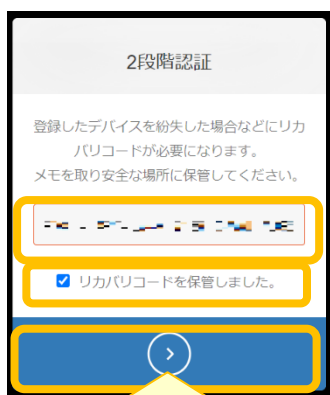 2段階認証
登録したデバイスを紛失した場合などにリカ
バリコードが必要になります。
メモを取り安全な場所に保管してください。
リカバリコードを保管しました。